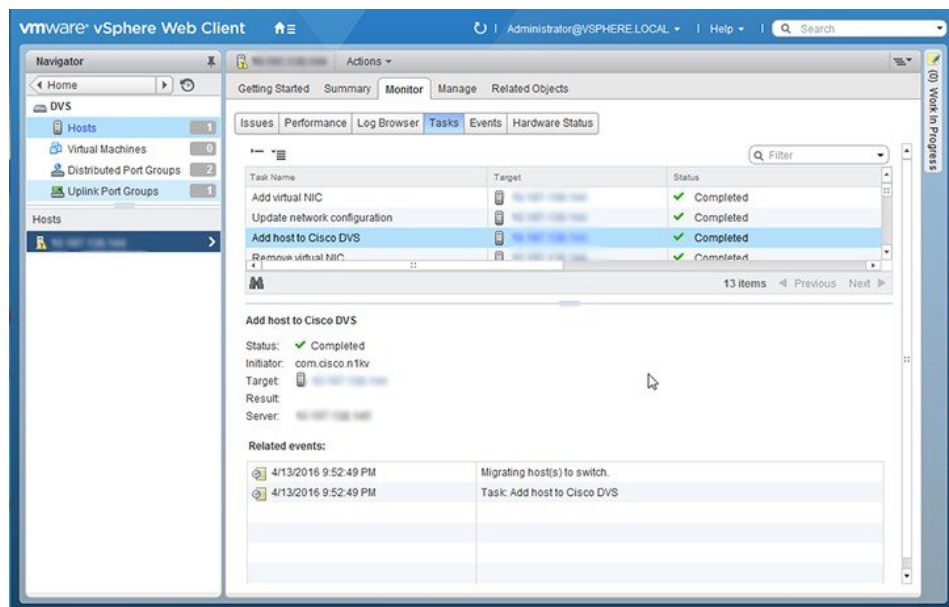 vmware® vSphere Web Client
Administrator@VSPHERE.LOCAL
Help
Search
Navigator
Home
DVS
Hosts 1
Virtual Machines 0
Distributed Port Groups 2
Uplink Port Groups 1
Hosts
Actions
Getting Started Summary Monitor Manage Related Objects
Issues Performance Log Browser Tasks Events Hardware Status
Filter
Task Name Target Status
Add virtual NIC Completed
Update network configuration Completed
Add host to Cisco DVS Completed
Remove virtual NIC Completed
13 items Previous Next
Add host to Cisco DVS
Status: Completed
Initiator: com.cisco.n1kv
Target:
Result:
Server:
Related events:
4/13/2016 9:52:49 PM Migrating host(s) to switch.
4/13/2016 9:52:49 PM Task: Add host to Cisco DVS
(0) Work In Progress